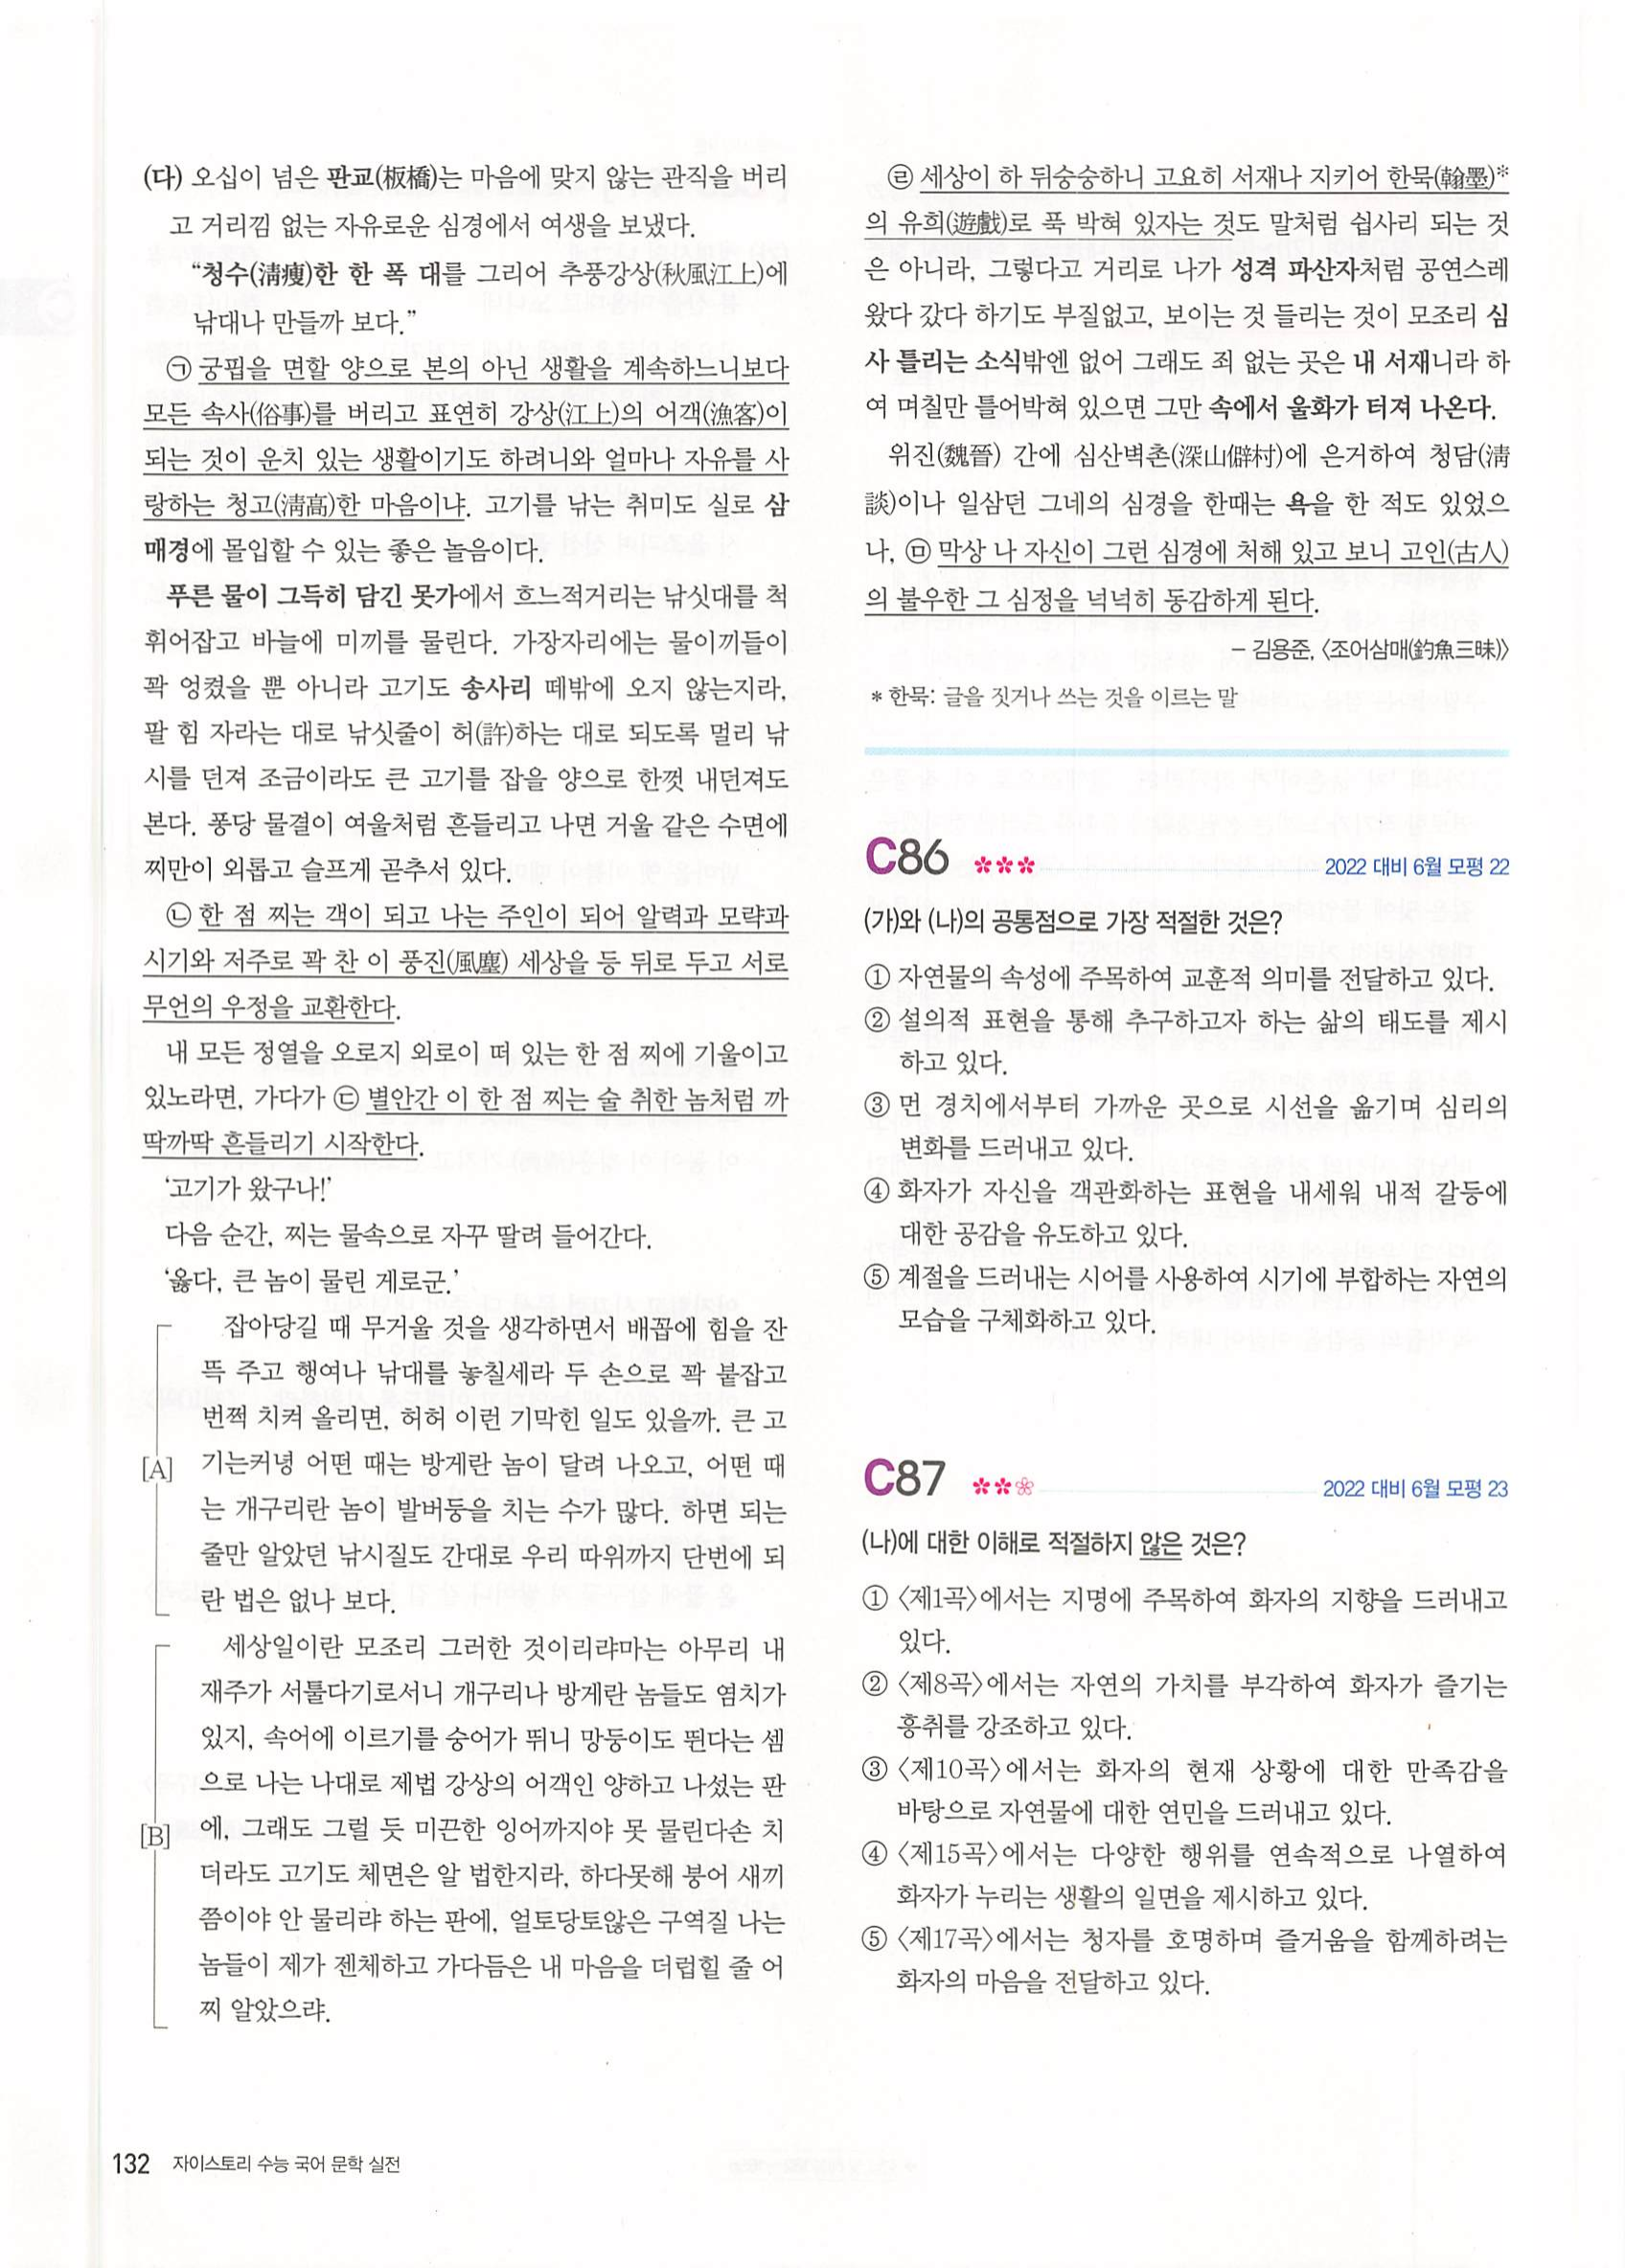 (다) 오십이 넘은 판교(板橋)는 마음에 맞지 않는 관직을 버리
고 거리낌 없는 자유로운 심경에서 여생을 보냈다.
“청수(淸瘦)한 한 폭 대를 그리어 추풍강상(秋風江上)에
낚대나 만들까 보다.”
㉠ 궁핍을 면할 양으로 본의 아닌 생활을 계속하느니보다
모든 속사(俗事)를 버리고 표연히 강상(江上)의 어객(漁客)이
되는 것이 운치 있는 생활이기도 하려니와 얼마나 자유를 사
랑하는 청고(淸高)한 마음이냐. 고기를 낚는 취미도 실로 삼
매경에 몰입할 수 있는 좋은 놀음이다.
푸른 물이 그득히 담긴 못가에서 흐느적거리는 낚싯대를 척
휘어잡고 바늘에 미끼를 물린다. 가장자리에는 물이끼들이
꽉 엉켰을 뿐 아니라 고기도 송사리 떼밖에 오지 않는지라,
팔 힘 자라는 대로 낚싯줄이 허(許)하는 대로 되도록 멀리 낚
시를 던져 조금이라도 큰 고기를 잡을 양으로 한껏 내던져도
본다. 퐁당 물결이 여울처럼 흔들리고 나면 거울 같은 수면에
찌만이 외롭고 슬프게 곧추서 있다.
㉡ 한 점 찌는 객이 되고 나는 주인이 되어 알력과 모략과
시기와 저주로 꽉 찬 이 풍진(風塵) 세상을 등 뒤로 두고 서로
무언의 우정을 교환한다.
내 모든 정열을 오로지 외로이 떠 있는 한 점 찌에 기울이고
있노라면, 가다가 ㉢ 별안간 이 한 점 찌는 술 취한 놈처럼 까
딱까딱 흔들리기 시작한다.
‘고기가 왔구나!’
다음 순간, 찌는 물속으로 자꾸 딸려 들어간다.
‘옳다, 큰 놈이 물린 게로군.’
잡아당길 때 무거울 것을 생각하면서 배꼽에 힘을 잔
뜩 주고 행여나 낚대를 놓칠세라 두 손으로 꽉 붙잡고
번쩍 치켜 올리면, 허허 이런 기막힌 일도 있을까. 큰 고
[A] 기는커녕 어떤 때는 방게란 놈이 달려 나오고, 어떤 때
는 개구리란 놈이 발버둥을 치는 수가 많다. 하면 되는
줄만 알았던 낚시질도 간대로 우리 따위까지 단번에 되
란 법은 없나 보다.
세상일이란 모조리 그러한 것이리랴마는 아무리 내
재주가 서툴다기로서니 개구리나 방게란 놈들도 염치가
있지, 속어에 이르기를 숭어가 뛰니 망둥이도 뛴다는 셈
으로 나는 나대로 제법 강상의 어객인 양하고 나섰는 판
[B] 에, 그래도 그럴 듯 미끈한 잉어까지야 못 물린다손 치
더라도 고기도 체면은 알 법한지라, 하다못해 붕어 새끼
쯤이야 안 물리랴 하는 판에, 얼토당토않은 구역질 나는
놈들이 제가 젠체하고 가다듬은 내 마음을 더럽힐 줄 어
찌 알았으랴.
㉣ 세상이 하 뒤숭숭하니 고요히 서재나 지키어 한묵(翰墨)*
의 유희(遊戱)로 푹 박혀 있자는 것도 말처럼 쉽사리 되는 것
은 아니라, 그렇다고 거리로 나가 성격 파산자처럼 공연스레
왔다 갔다 하기도 부질없고, 보이는 것 들리는 것이 모조리 심
사 틀리는 소식밖엔 없어 그래도 죄 없는 곳은 내 서재니라 하
여 며칠만 틀어박혀 있으면 그만 속에서 울화가 터져 나온다.
위진(魏晉) 간에 심산벽촌(深山僻村)에 은거하여 청담(淸
談)이나 일삼던 그네의 심경을 한때는 욕을 한 적도 있었으
나, ㉤ 막상 나 자신이 그런 심경에 처해 있고 보니 고인(古人)
의 불우한 그 심정을 넉넉히 동감하게 된다.
– 김용준, 〈조어삼매(釣魚三昧)〉
* 한묵: 글을 짓거나 쓰는 것을 이르는 말
C86 2022 대비 6월 모평 22
(가)와 (나)의 공통점으로 가장 적절한 것은?
① 자연물의 속성에 주목하여 교훈적 의미를 전달하고 있다.
② 설의적 표현을 통해 추구하고자 하는 삶의 태도를 제시
하고 있다.
③ 먼 경치에서부터 가까운 곳으로 시선을 옮기며 심리의
변화를 드러내고 있다.
④ 화자가 자신을 객관화하는 표현을 내세워 내적 갈등에
대한 공감을 유도하고 있다.
⑤ 계절을 드러내는 시어를 사용하여 시기에 부합하는 자연의
모습을 구체화하고 있다.
C87 2022 대비 6월 모평 23
(나)에 대한 이해로 적절하지 않은 것은?
① 〈제1곡〉에서는 지명에 주목하여 화자의 지향을 드러내고
있다.
② 〈제8곡〉에서는 자연의 가치를 부각하여 화자가 즐기는
흥취를 강조하고 있다.
③ 〈제10곡〉에서는 화자의 현재 상황에 대한 만족감을
바탕으로 자연물에 대한 연민을 드러내고 있다.
④ 〈제15곡〉에서는 다양한 행위를 연속적으로 나열하여
화자가 누리는 생활의 일면을 제시하고 있다.
⑤ 〈제17곡〉에서는 청자를 호명하며 즐거움을 함께하려는
화자의 마음을 전달하고 있다.
132 자이스토리 수능 국어 문학 실전